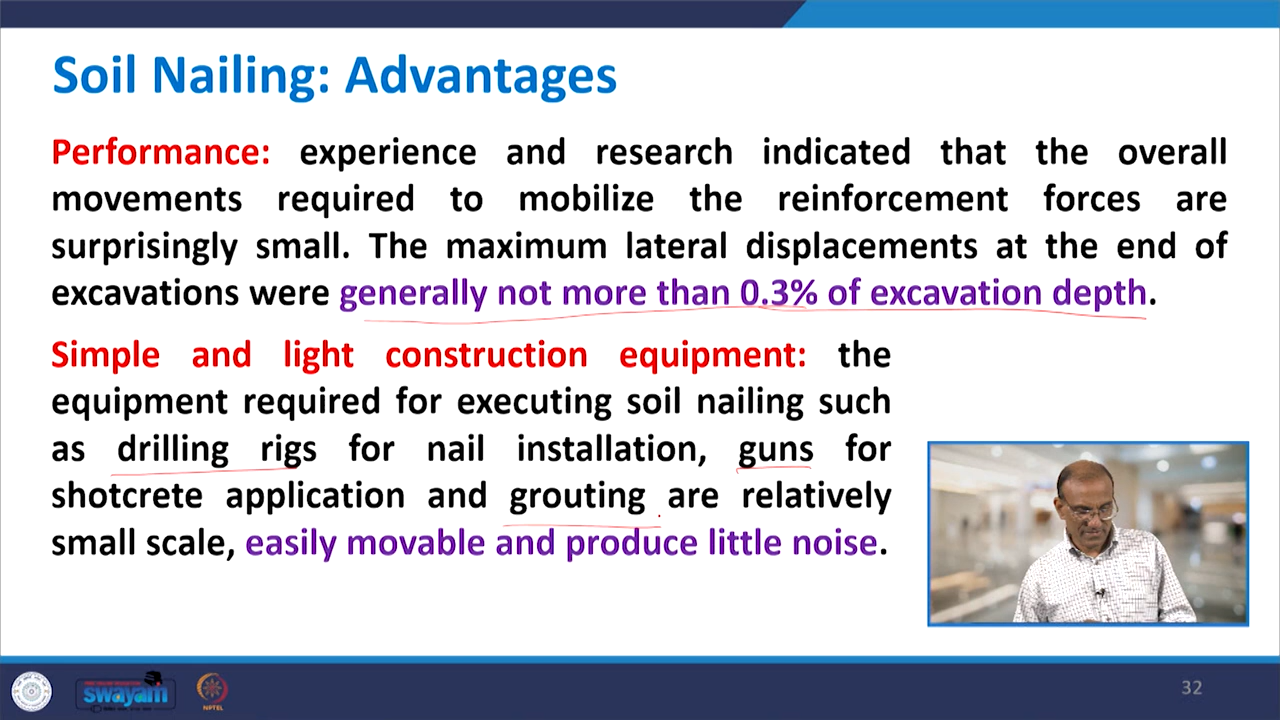 Soil Nailing: Advantages
Performance: experience and research indicated that the overall
movements required to mobilize the reinforcement forces are
surprisingly small. The maximum lateral displacements at the end of
excavations were generally not more than 0.3% of excavation depth.
Simple and light construction equipment: the
equipment required for executing soil nailing such
as drilling rigs for nail installation, guns for
shotcrete application and grouting are relatively
small scale, easily movable and produce little noise.
swayam
NPTEL
32